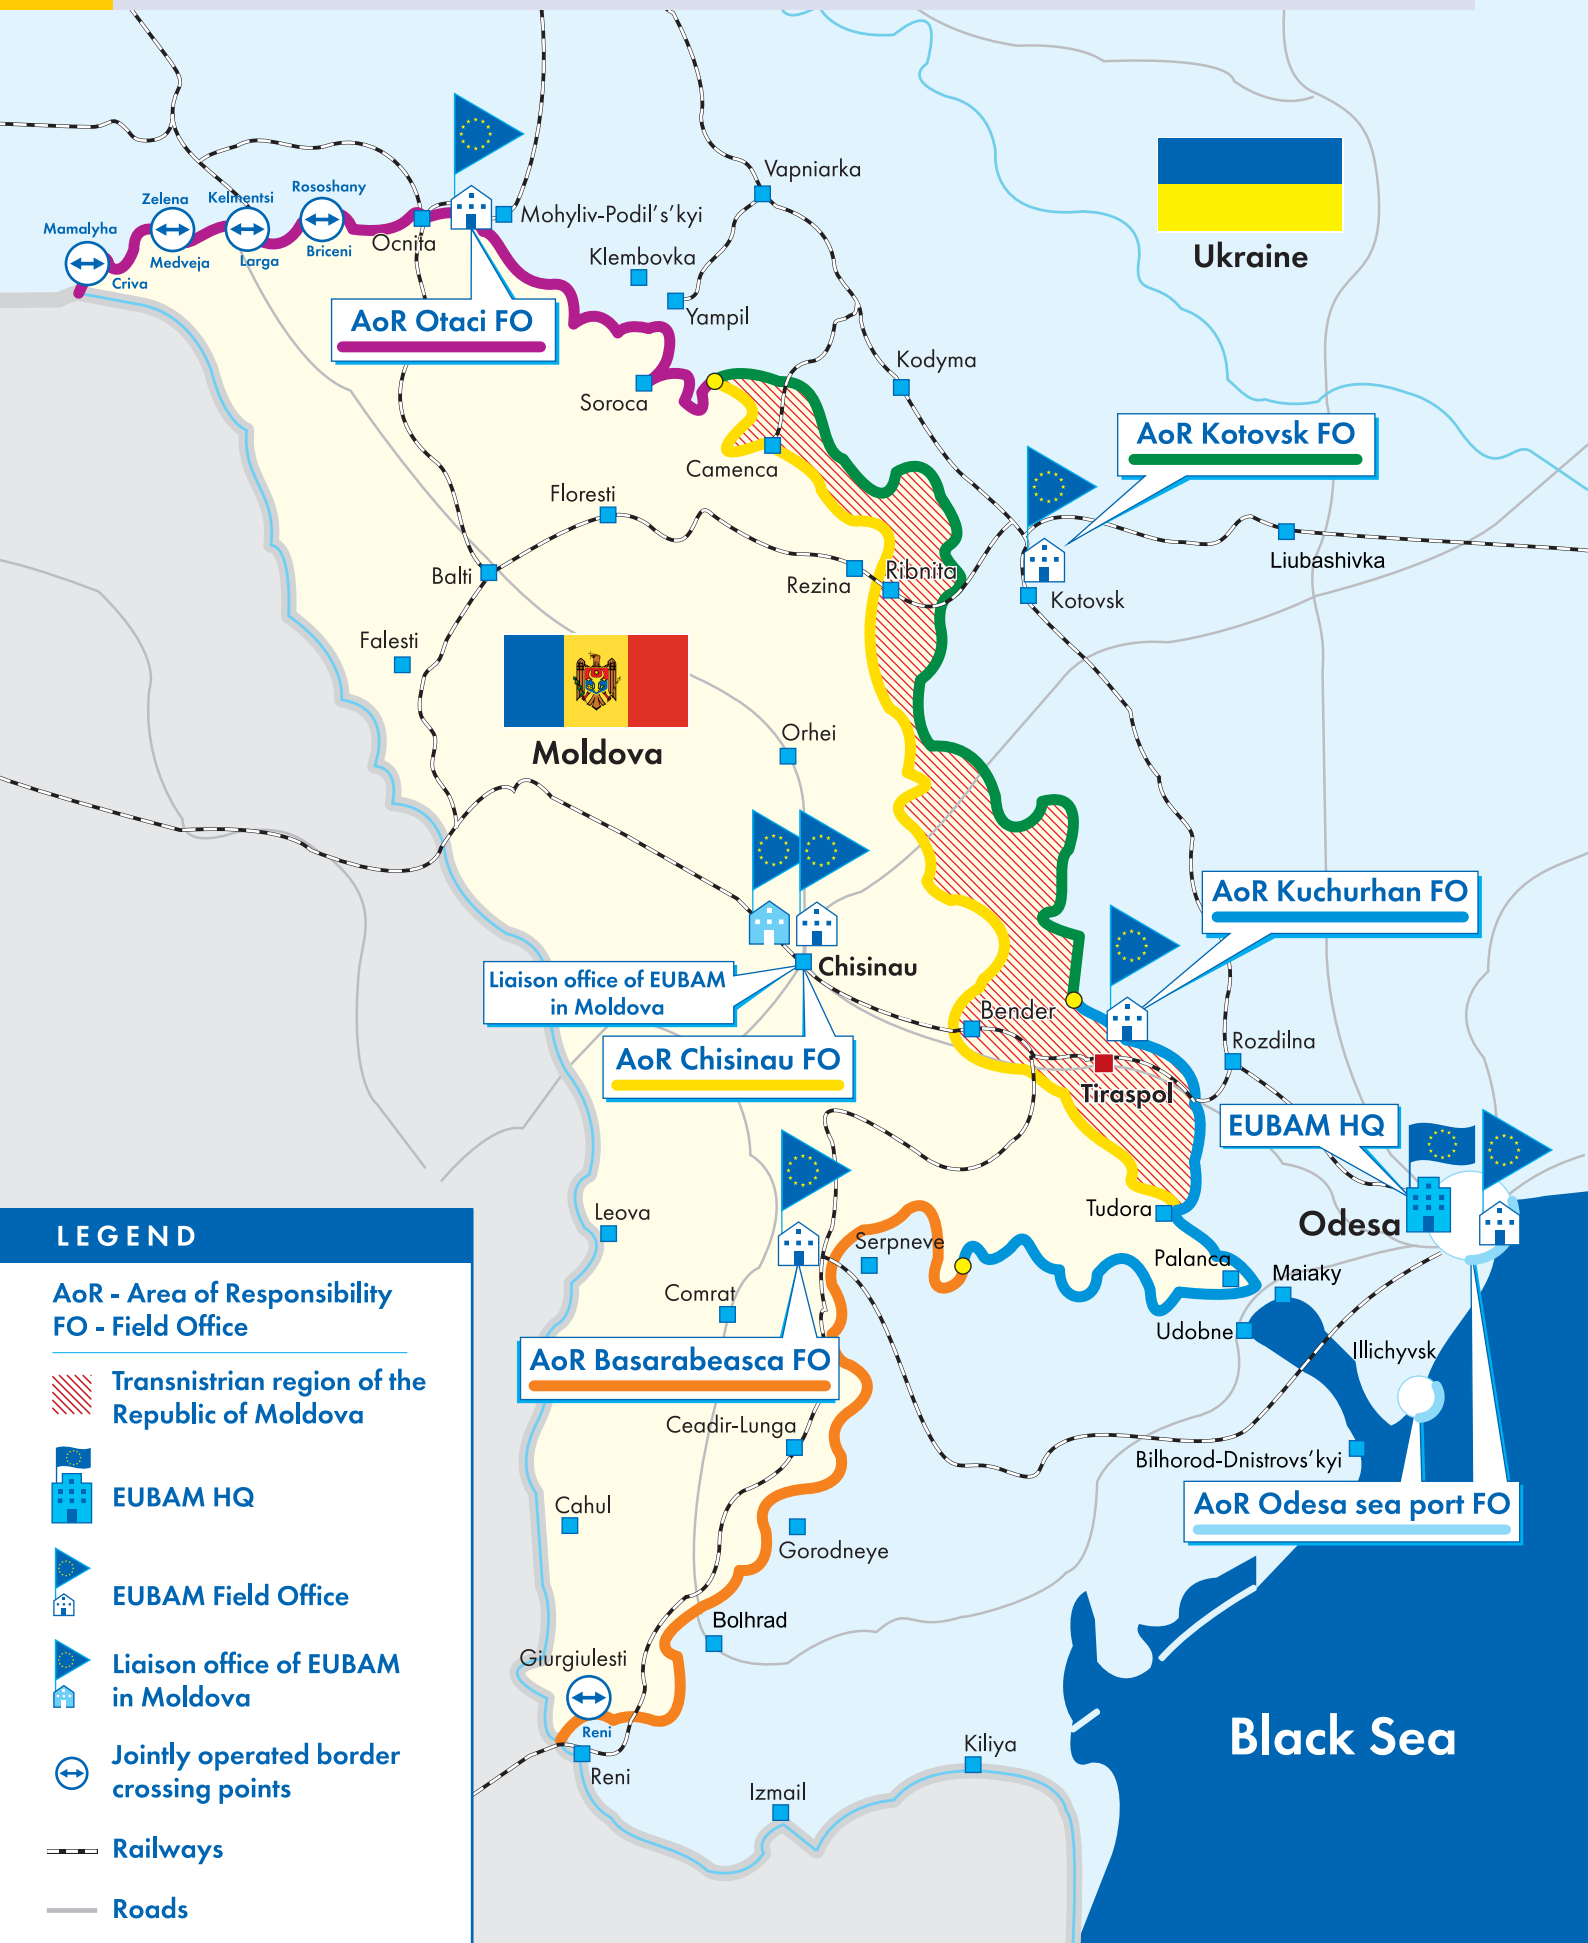 Vapniarka
Rososhany
Zelena
Kelmentsi
Mamalyha
Mohyliv-Podil's'kyi
Ocnita
Briceni
Larga
Medveja
Criva
Klembovka
Ukraine
Yampil
AoR Otaci FO
Kodyma
Soroca
AoR Kotovsk FO
Camenca
Floresti
Liubashivka
Balti
Rezina
Ribnita
Kotovsk
Falesti
Orhei
Moldova
AoR Kuchurhan FO
Chisinau
Liaison office of EUBAM
in Moldova
Bender
AoR Chisinau FO
Rozdilna
Tiraspol
EUBAM HQ
Tudora
Leova
Odesa
Serpneve
Palanca
Maiaky
Comrat
Udobne
Illichyvsk
AoR Basarabeasca FO
Ceadir-Lunga
Bilhorod-Dnistrovs'kyi
Cahul
AoR Odesa sea port FO
Gorodneye
Bolhrad
Giurgiulesti
Reni
Reni
Kiliya
Izmail
Black Sea
LEGEND
AoR - Area of Responsibility
FO - Field Office
Transnistrian region of the
Republic of Moldova
EUBAM HQ
EUBAM Field Office
Liaison office of EUBAM
in Moldova
Jointly operated border
crossing points
Railways
Roads